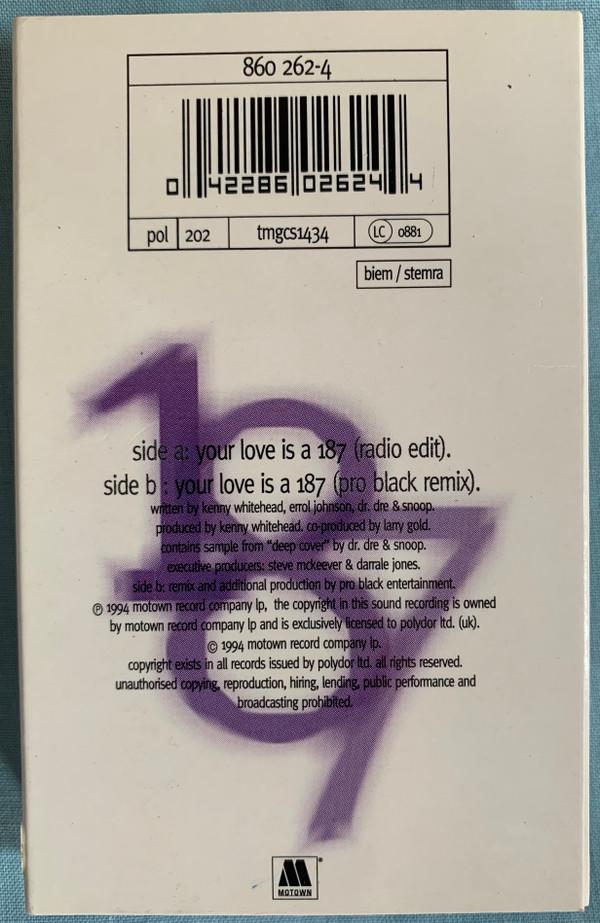 860 262-4
0 42286 02624 4
pol 202 tmgcs1434 LC 0881
biem / stemra
187
side a: your love is a 187 (radio edit).
side b : your love is a 187 (pro black remix).
written by kenny whitehead, errol johnson, dr. dre & snoop.
produced by kenny whitehead. co-produced by larry gold.
contains sample from "deep cover" by dr. dre & snoop.
executive producers: steve mckeever & darrale jones.
side b: remix and additional production by pro black entertainment.
℗ 1994 motown record company lp, the copyright in this sound recording is owned
by motown record company lp and is exclusively licensed to polydor ltd. (uk).
© 1994 motown record company lp.
copyright exists in all records issued by polydor ltd. all rights reserved.
unauthorised copying, reproduction, hiring, lending, public performance and
broadcasting prohibited.
M®
MOTOWN